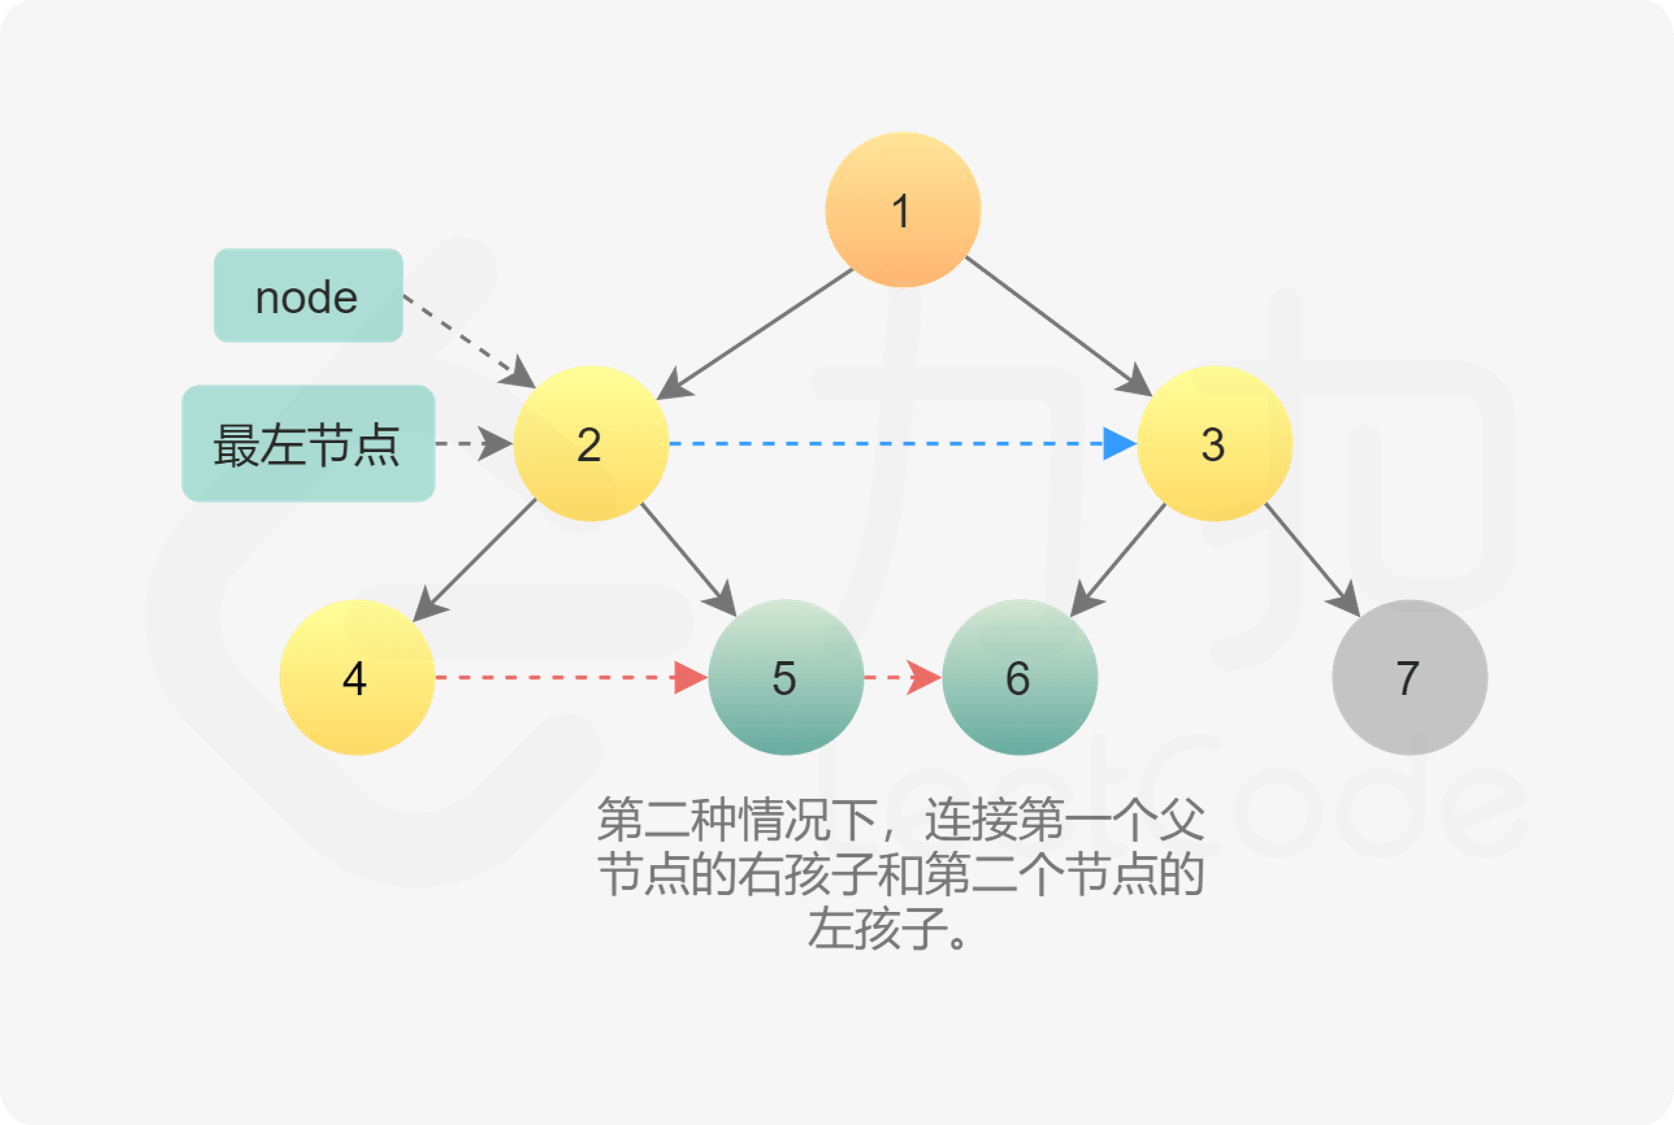 1
node
最左节点
2
3
4
5
6
7
第二种情况下，连接第一个父
节点的右孩子和第二个节点的
左孩子。
力扣
LeetCode